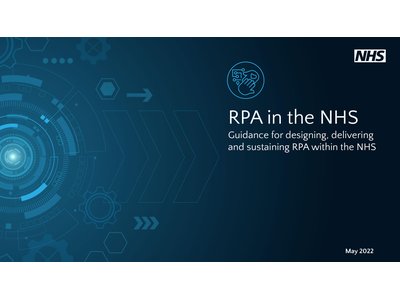 NHS
RPA in the NHS
Guidance for designing, delivering
and sustaining RPA within the NHS
May 2022